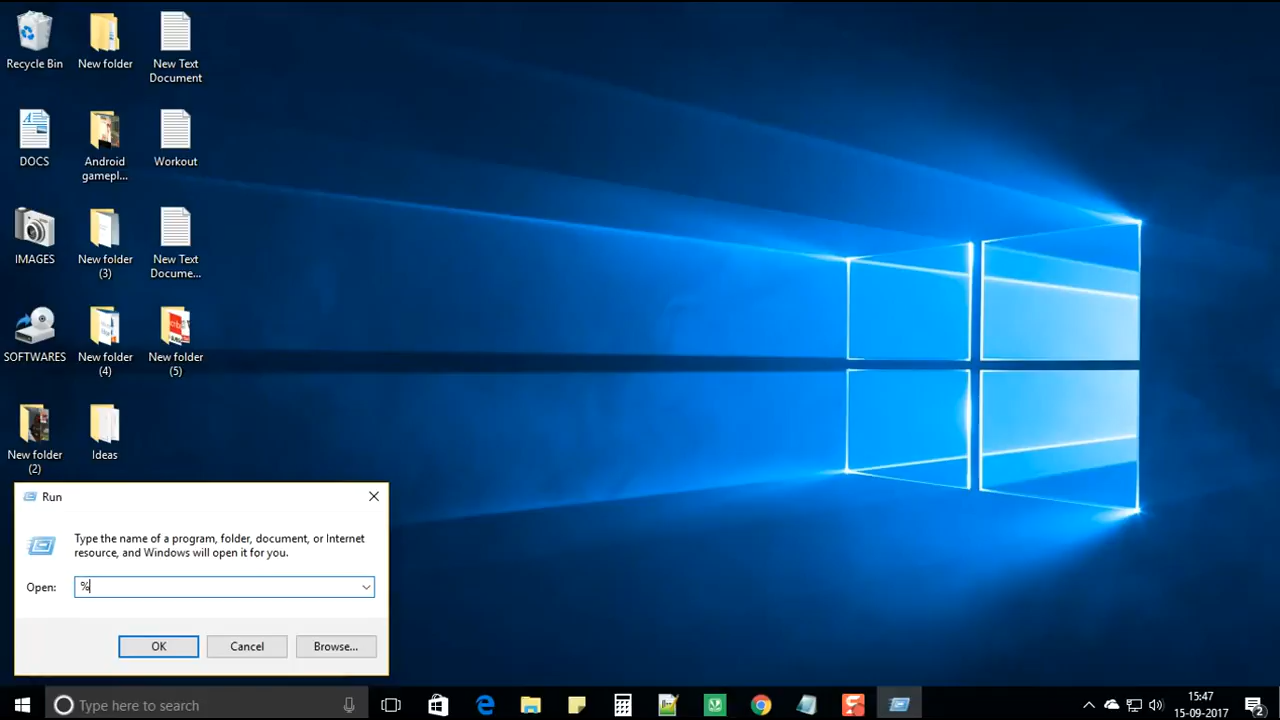 Recycle Bin
New folder
New Text
Document
DOCS
Android
gamepl...
Workout
IMAGES
New folder
(3)
New Text
Docume...
SOFTWARES
New folder
(4)
New folder
(5)
New folder
(2)
Ideas
Run
Type the name of a program, folder, document, or Internet
resource, and Windows will open it for you.
Open:
%
OK
Cancel
Browse...
Type here to search
15:47
15-09-2017
2